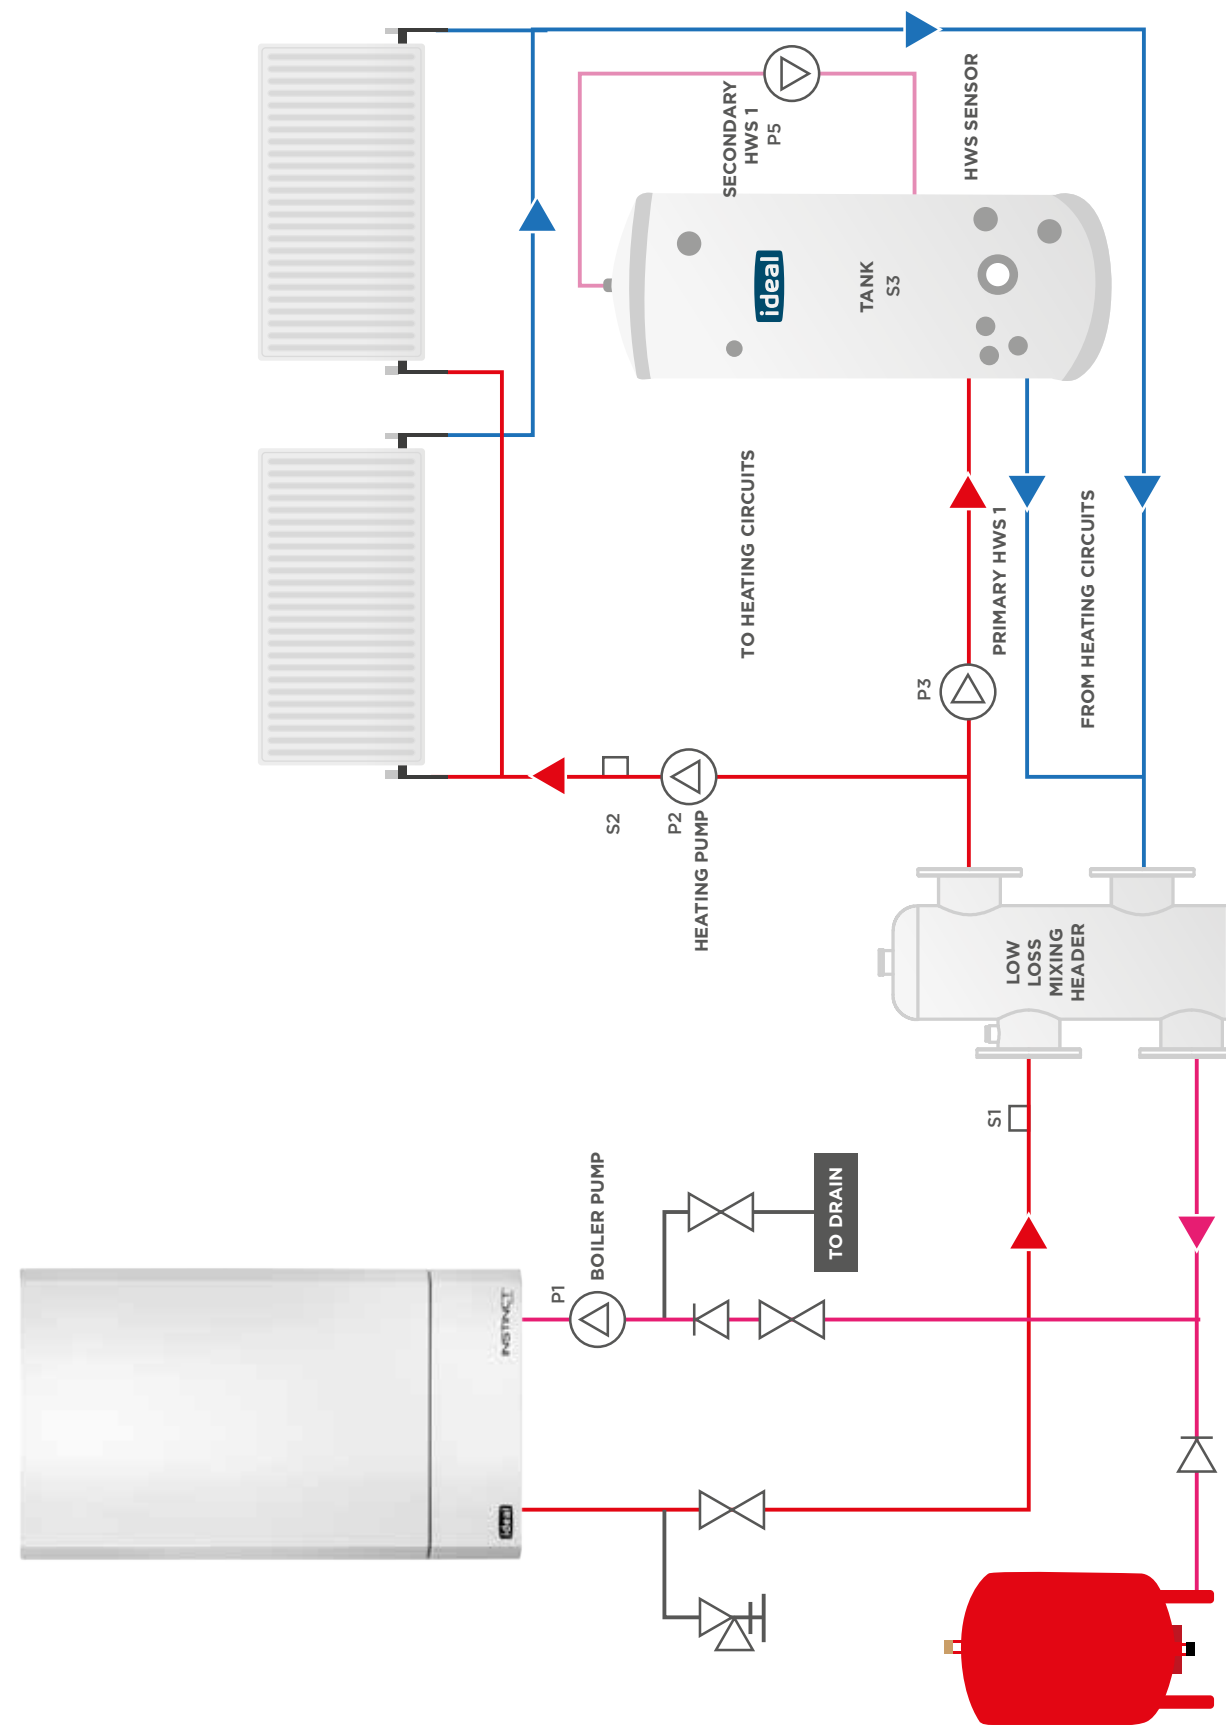 SECONDARY
HWS 1
P5
HWS SENSOR
ideal
TANK
S3
TO HEATING CIRCUITS
PRIMARY HWS 1
FROM HEATING CIRCUITS
P3
S2
P2
HEATING PUMP
LOW
LOSS
MIXING
HEADER
S1
P1
BOILER PUMP
TO DRAIN
INSTINCT
ideal